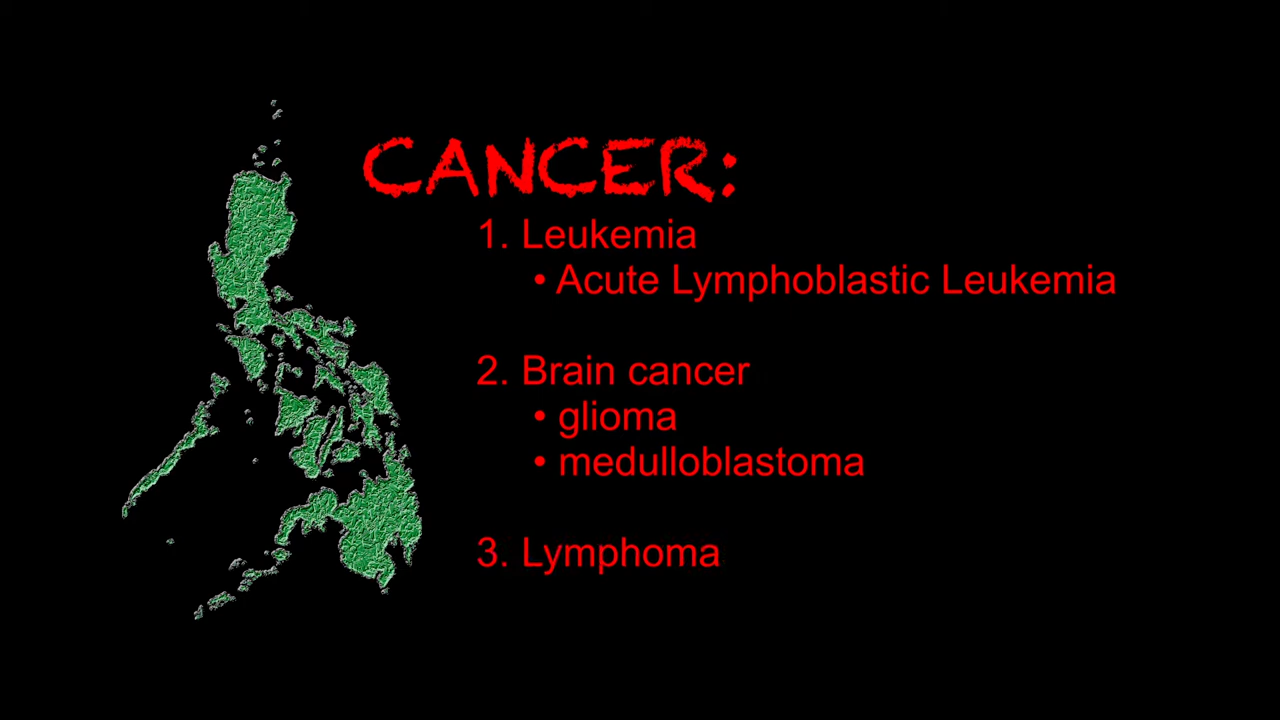 CANCER:
1. Leukemia
• Acute Lymphoblastic Leukemia
2. Brain cancer
• glioma
• medulloblastoma
3. Lymphoma